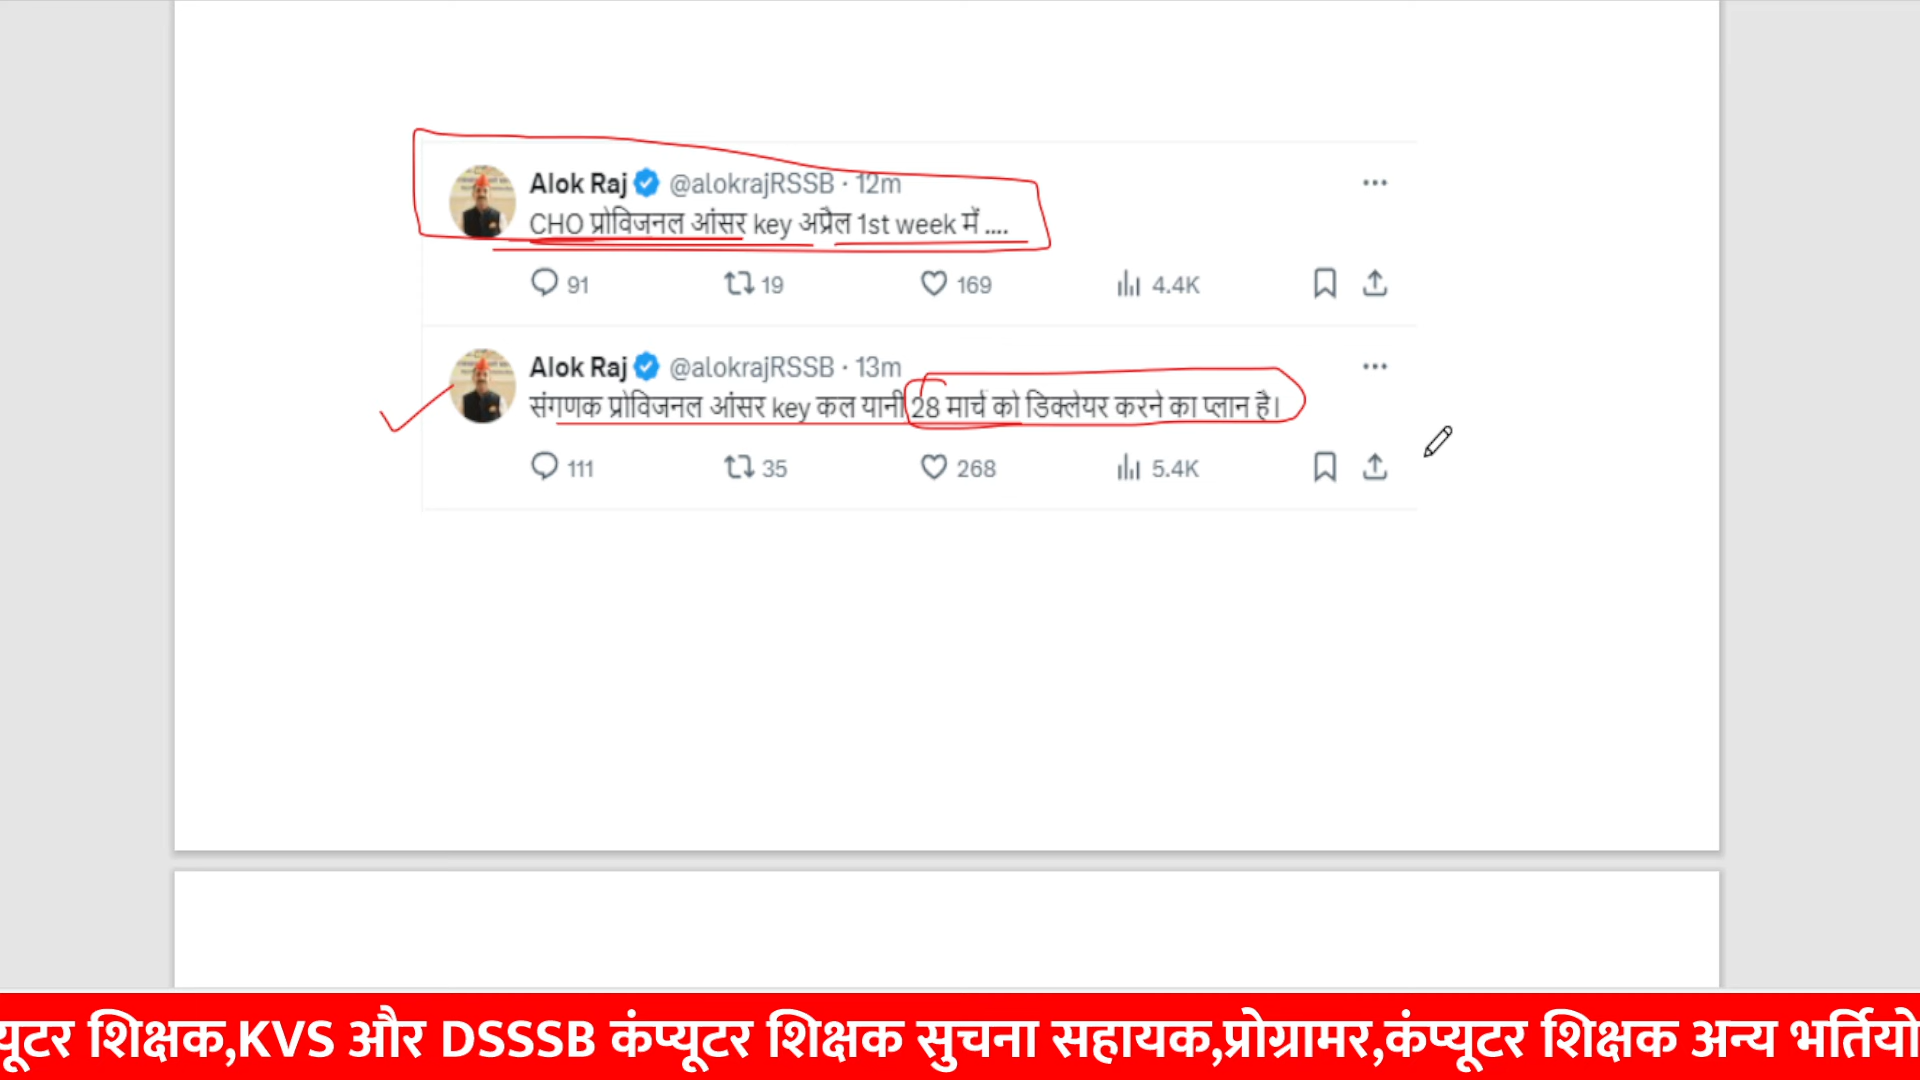 Alok Raj @alokrajRSSB · 12m
CHO प्रोविजनल आंसर key अप्रैल 1st week में ....
91 19 169 4.4K
Alok Raj @alokrajRSSB · 13m
संगणक प्रोविजनल आंसर key कल यानी 28 मार्च को डिक्लेयर करने का प्लान है।
111 35 268 5.4K
शिक्षक,KVS और DSSSB कंप्यूटर शिक्षक सुचना सहायक,प्रोग्रामर,कंप्यूटर शिक्षक अन्य